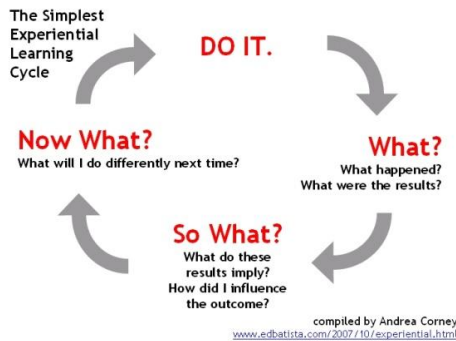 The Simplest
Experiential
Learning
Cycle
DO IT.
What?
What happened?
What were the results?
So What?
What do these
results imply?
How did I influence
the outcome?
Now What?
What will I do differently next time?
compiled by Andrea Corney
www.edbatista.com/2007/10/experiential.html